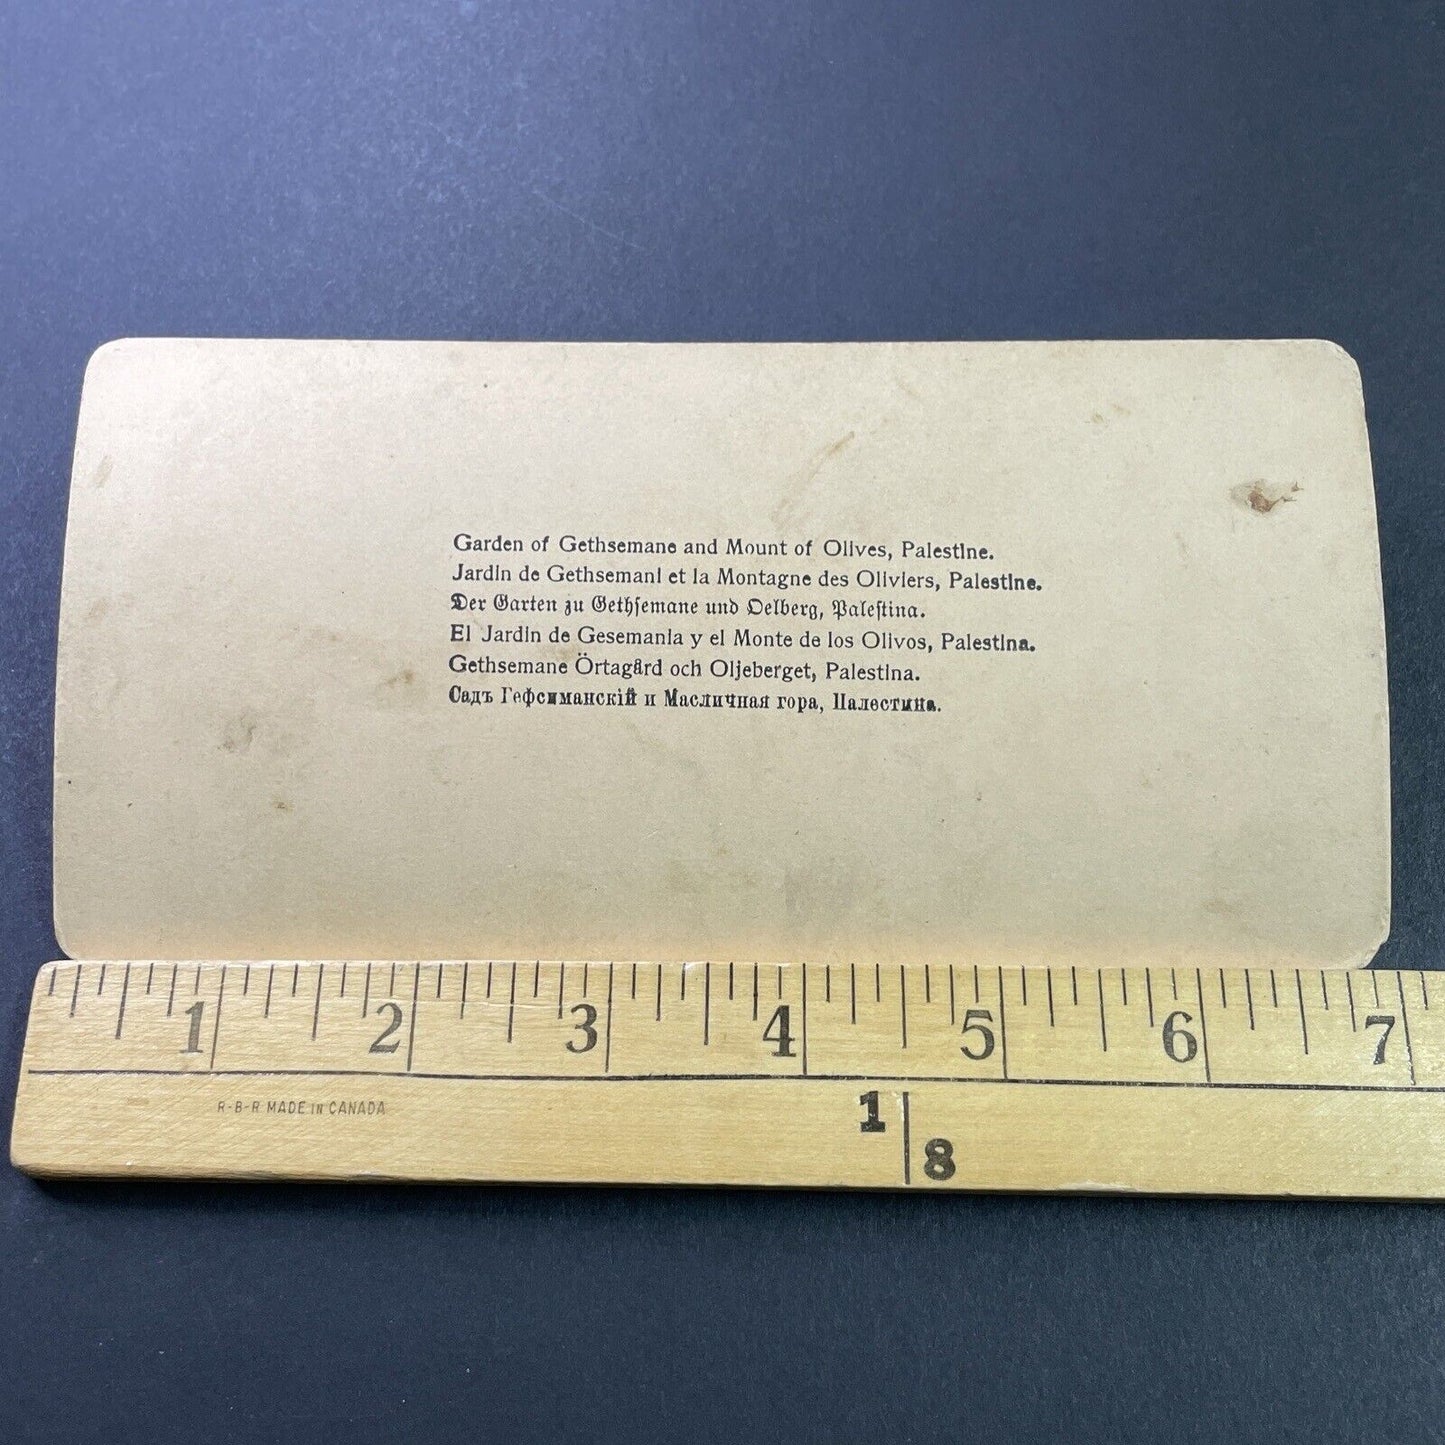 Garden of Gethsemane and Mount of Olives, Palestine.
Jardin de Gethsemani et la Montagne des Oliviers, Palestine.
Der Garten zu Gethsemane und Oelberg, Palestina.
El Jardin de Gesemania y el Monte de los Olivos, Palestina.
Gethsemane Örtagård och Oljeberget, Palestina.
Садъ Гефсиманскій и Масличная гора, Палестина.
1 2 3 4 5 6 7
R-B-R MADE IN CANADA
1
8